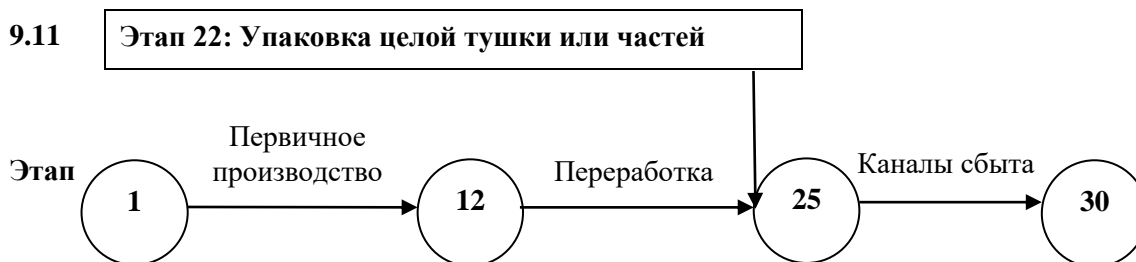 9.11 Этап 22: Упаковка целой тушки или частей
Первичное
производство
Переработка
Каналы сбыта
Этап 1 12 25 30